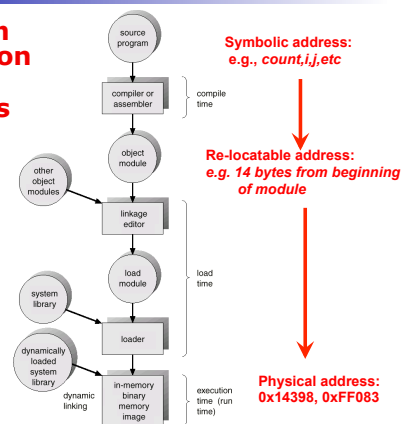 source
program
compiler or
assembler
compile
time
object
module
other
object
modules
linkage
editor
load
module
load
time
system
library
loader
dynamically
loaded
system
library
dynamic
linking
in-memory
binary
memory
image
execution
time (run
time)
Symbolic address:
e.g., count,i,j,etc
Re-locatable address:
e.g. 14 bytes from beginning
of module
Physical address:
0x14398, 0xFF083